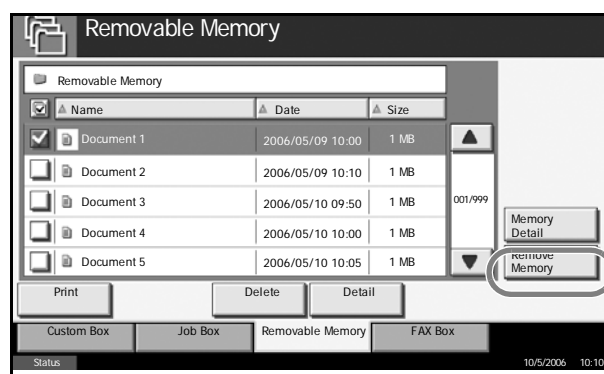 Removable Memory
Removable Memory
Name Date Size
Document 1 2006/05/09 10:00 1 MB
Document 2 2006/05/09 10:10 1 MB
Document 3 2006/05/10 09:50 1 MB
001/999
Document 4 2006/05/10 10:00 1 MB
Memory
Detail
Document 5 2006/05/10 10:05 1 MB
Remove
Memory
Print Delete Detail
Custom Box Job Box Removable Memory FAX Box
Status 10/5/2006 10:10